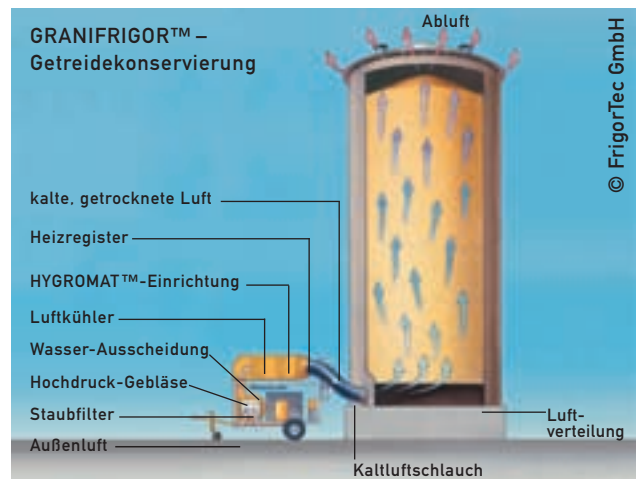 GRANIFRIGOR™ –
Getreidekonservierung
Abluft
© FrigorTec GmbH
kalte, getrocknete Luft
Heizregister
HYGROMAT™-Einrichtung
Luftkühler
Wasser-Ausscheidung
Hochdruck-Gebläse
Staubfilter
Außenluft
Kaltluftschlauch
Luft-
verteilung